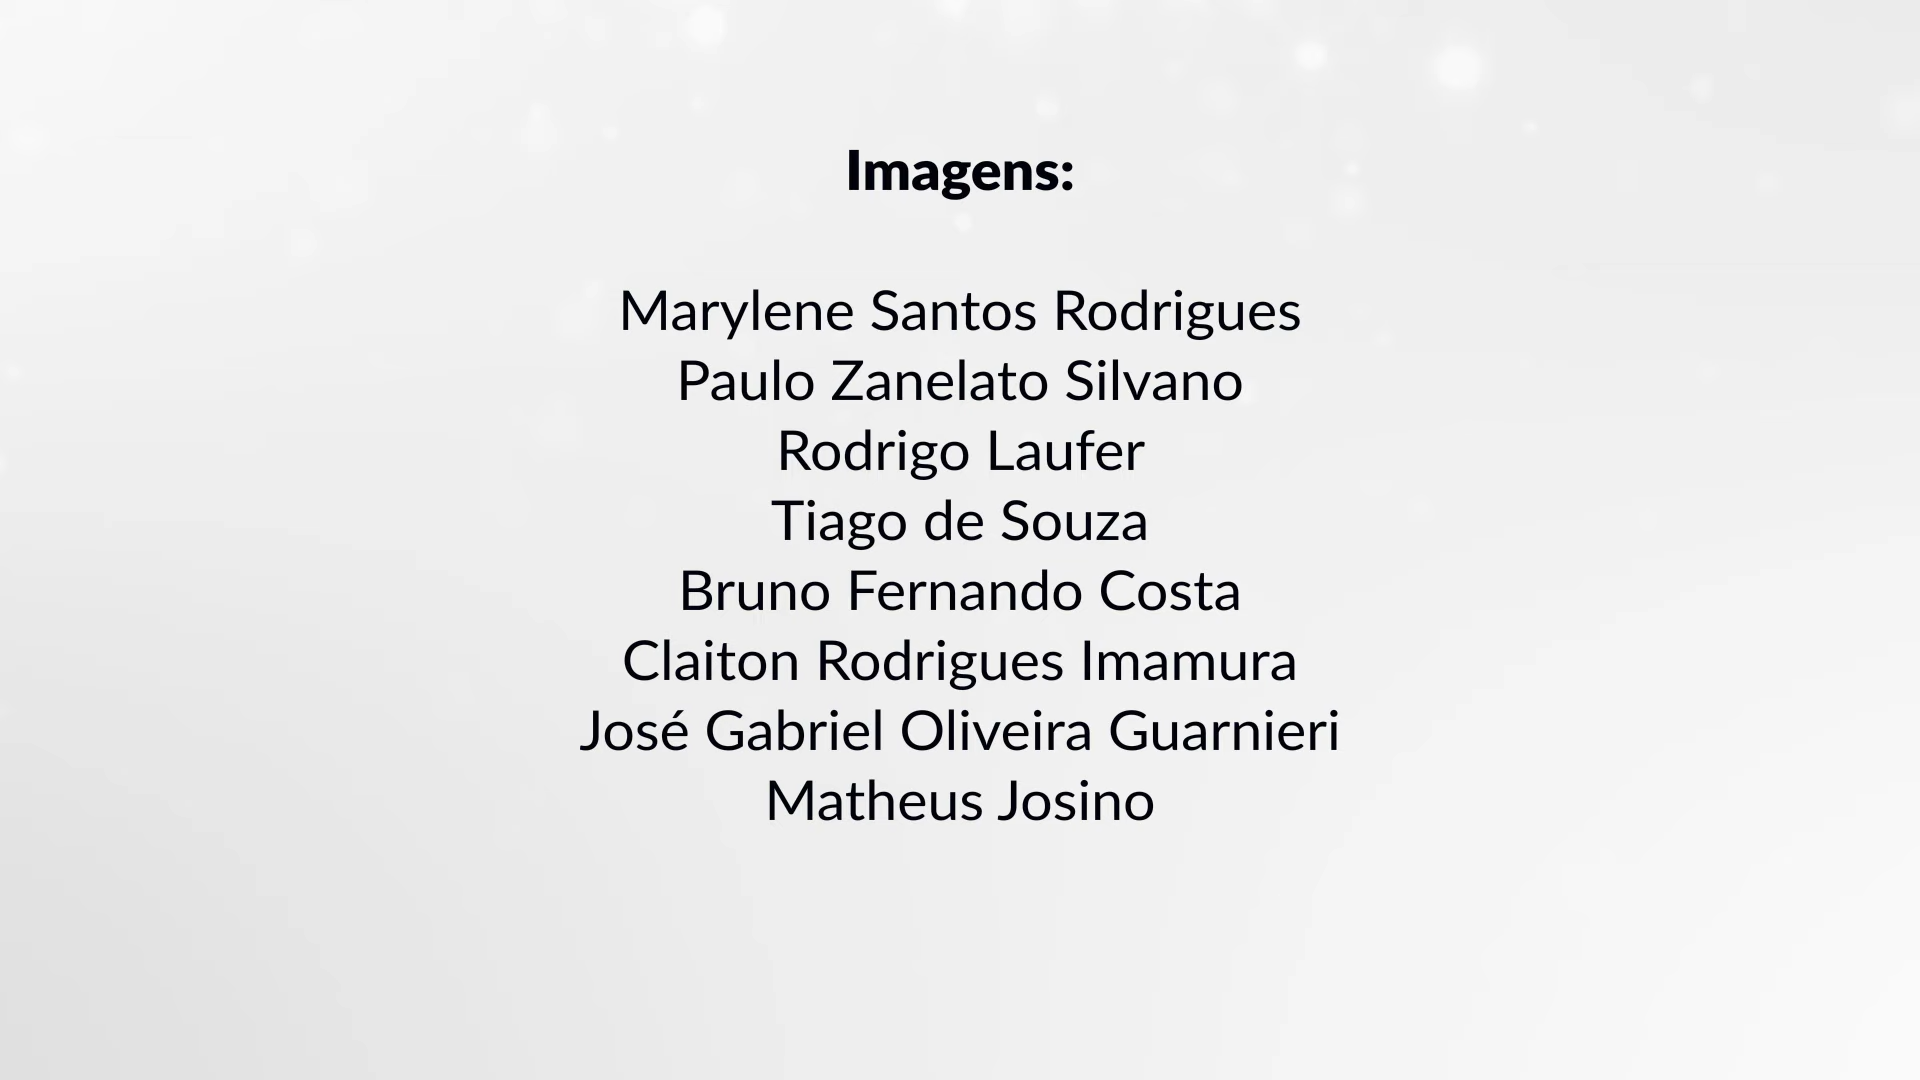 Imagens:
Marylene Santos Rodrigues
Paulo Zanelato Silvano
Rodrigo Laufer
Tiago de Souza
Bruno Fernando Costa
Claiton Rodrigues Imamura
José Gabriel Oliveira Guarnieri
Matheus Josino